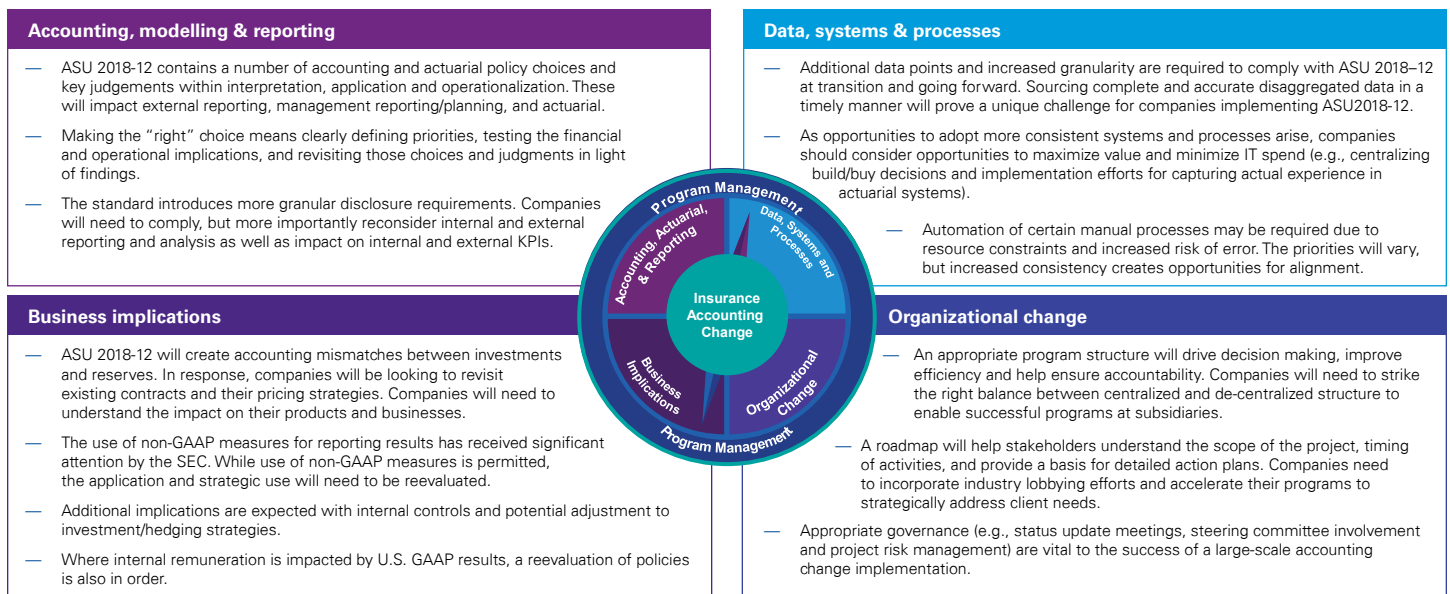 Accounting, modelling & reporting
— ASU 2018-12 contains a number of accounting and actuarial policy choices and
key judgements within interpretation, application and operationalization. These
will impact external reporting, management reporting/planning, and actuarial.
— Making the “right” choice means clearly defining priorities, testing the financial
and operational implications, and revisiting those choices and judgments in light
of findings.
— The standard introduces more granular disclosure requirements. Companies
will need to comply, but more importantly reconsider internal and external
reporting and analysis as well as impact on internal and external KPIs.
Data, systems & processes
— Additional data points and increased granularity are required to comply with ASU 2018–12
at transition and going forward. Sourcing complete and accurate disaggregated data in a
timely manner will prove a unique challenge for companies implementing ASU2018-12.
— As opportunities to adopt more consistent systems and processes arise, companies
should consider opportunities to maximize value and minimize IT spend (e.g., centralizing
build/buy decisions and implementation efforts for capturing actual experience in
actuarial systems).
— Automation of certain manual processes may be required due to
resource constraints and increased risk of error. The priorities will vary,
but increased consistency creates opportunities for alignment.
Program Management
Accounting, Actuarial,
& Reporting
Data, Systems and
Processes
Insurance
Accounting
Change
Business
Implications
Organizational
Change
Program Management
Business implications
— ASU 2018-12 will create accounting mismatches between investments
and reserves. In response, companies will be looking to revisit
existing contracts and their pricing strategies. Companies will need to
understand the impact on their products and businesses.
— The use of non-GAAP measures for reporting results has received significant
attention by the SEC. While use of non-GAAP measures is permitted,
the application and strategic use will need to be reevaluated.
— Additional implications are expected with internal controls and potential adjustment to
investment/hedging strategies.
— Where internal remuneration is impacted by U.S. GAAP results, a reevaluation of policies
is also in order.
Organizational change
— An appropriate program structure will drive decision making, improve
efficiency and help ensure accountability. Companies will need to strike
the right balance between centralized and de-centralized structure to
enable successful programs at subsidiaries.
— A roadmap will help stakeholders understand the scope of the project, timing
of activities, and provide a basis for detailed action plans. Companies need
to incorporate industry lobbying efforts and accelerate their programs to
strategically address client needs.
— Appropriate governance (e.g., status update meetings, steering committee involvement
and project risk management) are vital to the success of a large-scale accounting
change implementation.